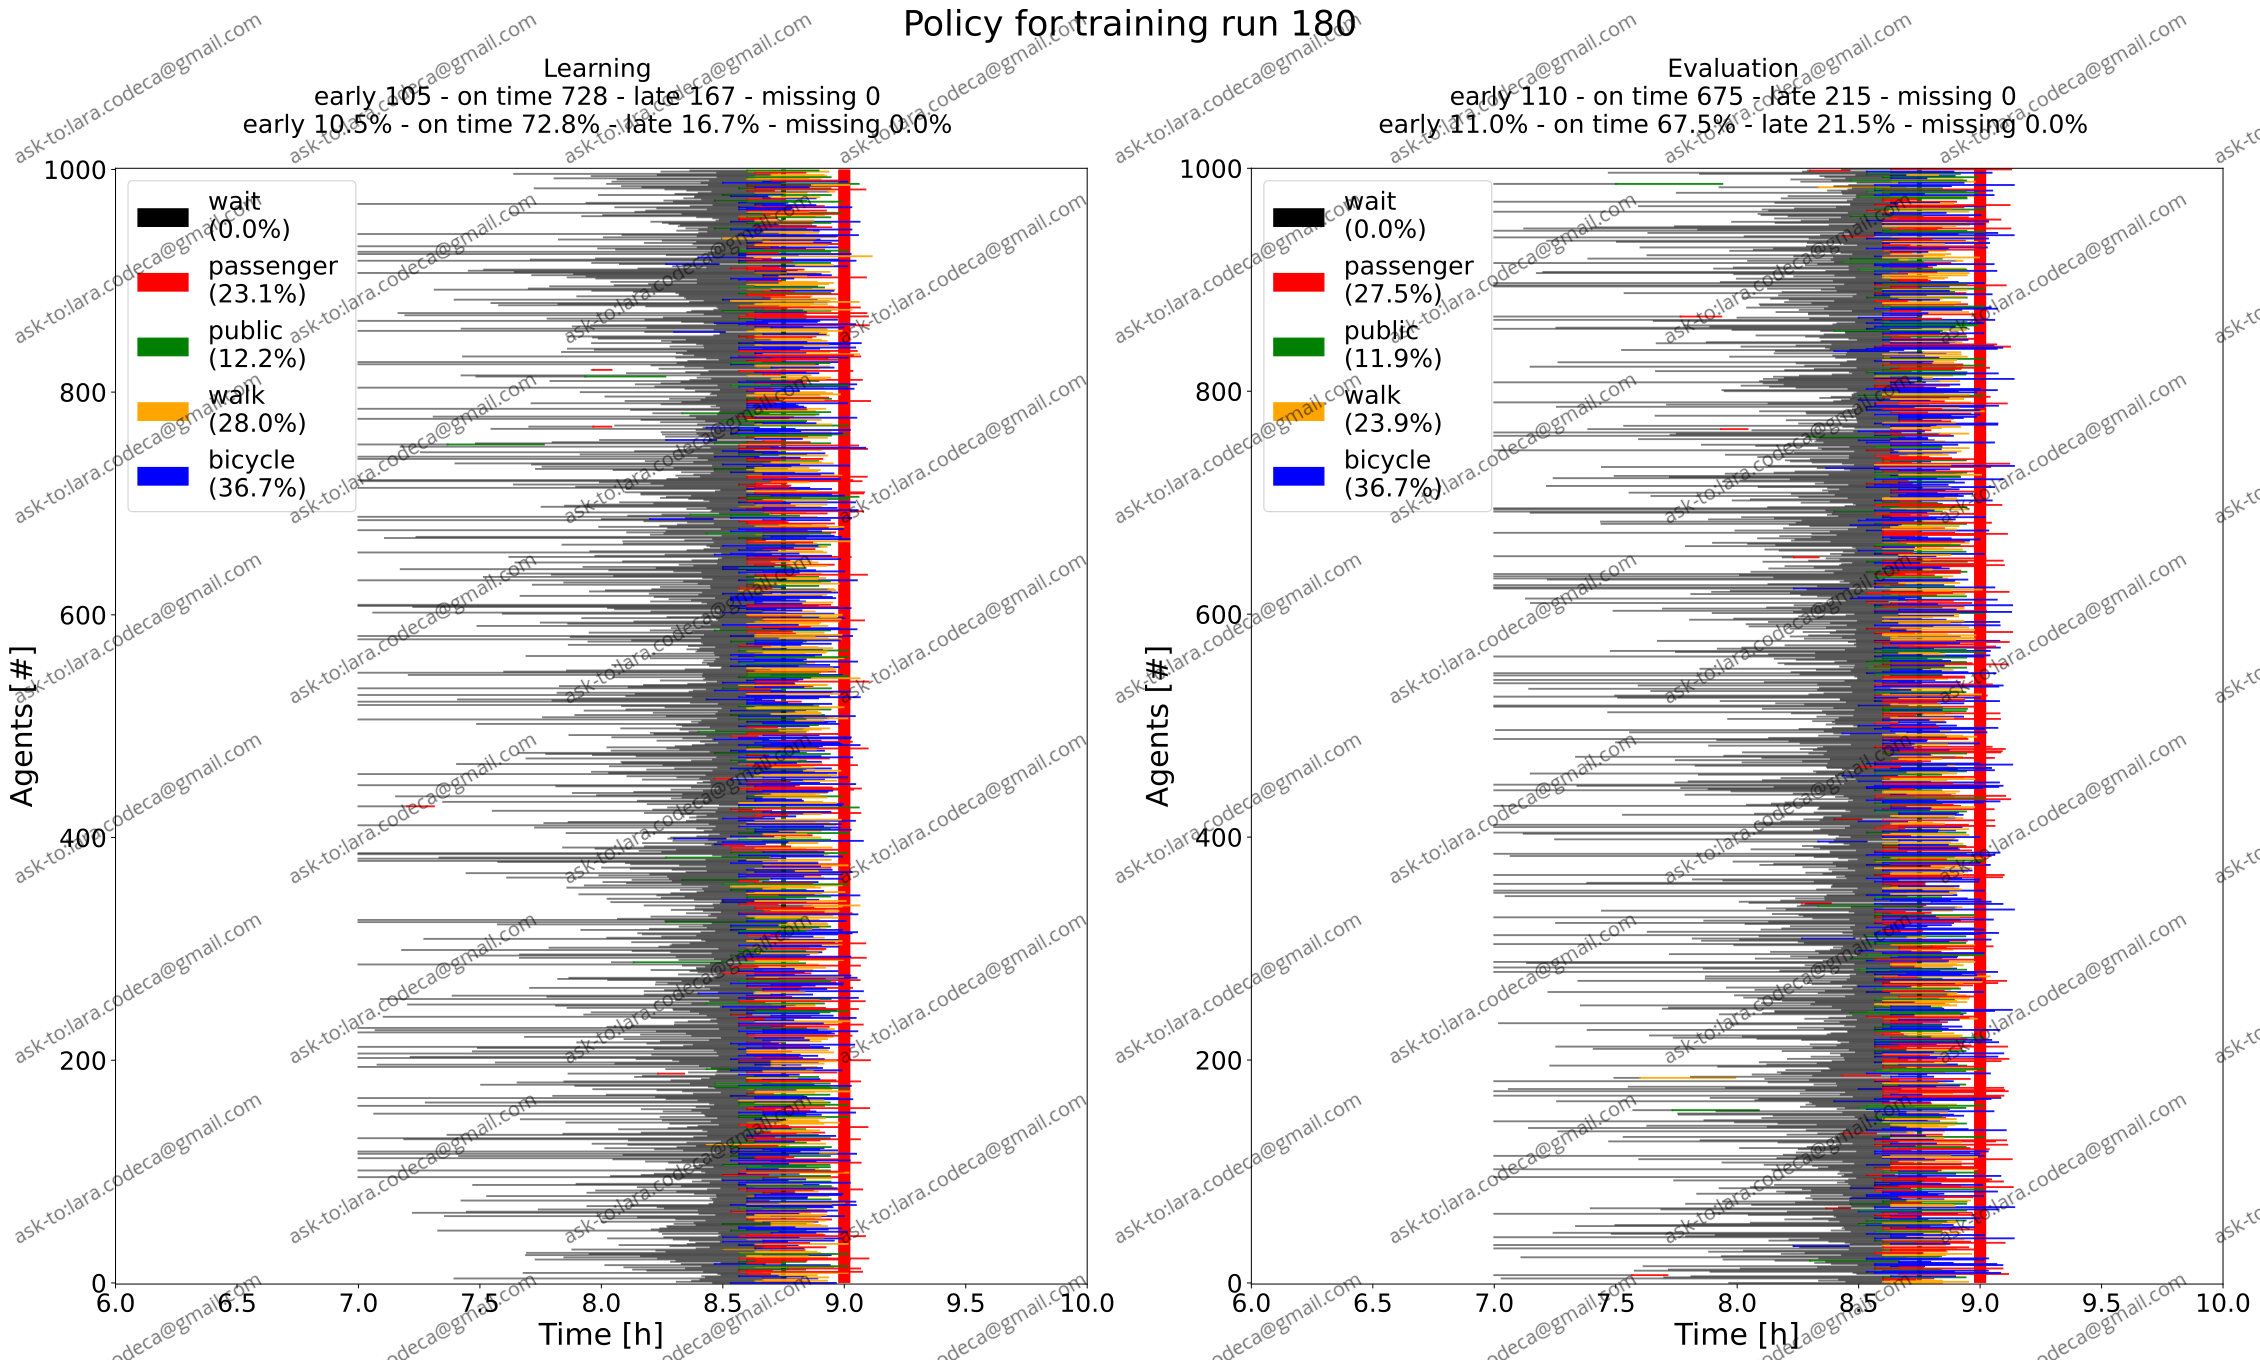 Policy for training run 180
Learning
early 105 - on time 728 - late 167 - missing 0
early 10.5% - on time 72.8% - late 16.7% - missing 0.0%
Evaluation
early 110 - on time 675 - late 215 - missing 0
early 11.0% - on time 67.5% - late 21.5% - missing 0.0%
wait
(0.0%)
passenger
(23.1%)
public
(12.2%)
walk
(28.0%)
bicycle
(36.7%)
1000
800
600
400
200
0
Agents [#]
6.0 6.5 7.0 7.5 8.0 8.5 9.0 9.5 10.0
Time [h]
wait
(0.0%)
passenger
(27.5%)
public
(11.9%)
walk
(23.9%)
bicycle
(36.7%)
1000
800
600
400
200
0
Agents [#]
6.0 6.5 7.0 7.5 8.0 8.5 9.0 9.5 10.0
Time [h]
ask-to:lara.codeca@gmail.com